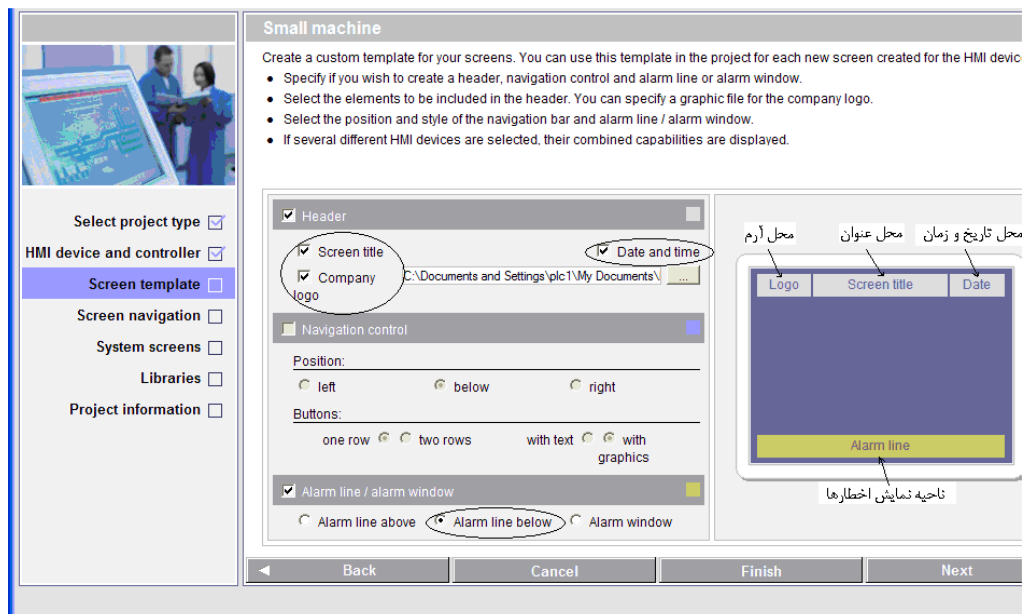 Small machine
Create a custom template for your screens. You can use this template in the project for each new screen created for the HMI devic
• Specify if you wish to create a header, navigation control and alarm line or alarm window.
• Select the elements to be included in the header. You can specify a graphic file for the company logo.
• Select the position and style of the navigation bar and alarm line / alarm window.
• If several different HMI devices are selected, their combined capabilities are displayed.
Select project type
HMI device and controller
Screen template
Screen navigation
System screens
Libraries
Project information
Header
Screen title
Date and time
Company logo
C:\Documents and Settings\plc1\My Documents\
...
Navigation control
Position:
left below right
Buttons:
one row two rows with text with graphics
Alarm line / alarm window
Alarm line above Alarm line below Alarm window
محل آرم محل عنوان محل تاریخ و زمان
Logo Screen title Date
Alarm line
ناحیه نمایش اخطارها
Back Cancel Finish Next